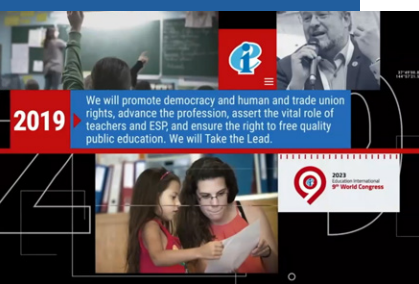 2019
We will promote democracy and human and trade union
rights, advance the profession, assert the vital role of
teachers and ESP, and ensure the right to free quality
public education. We will Take the Lead.
2023
Education International
9th World Congress